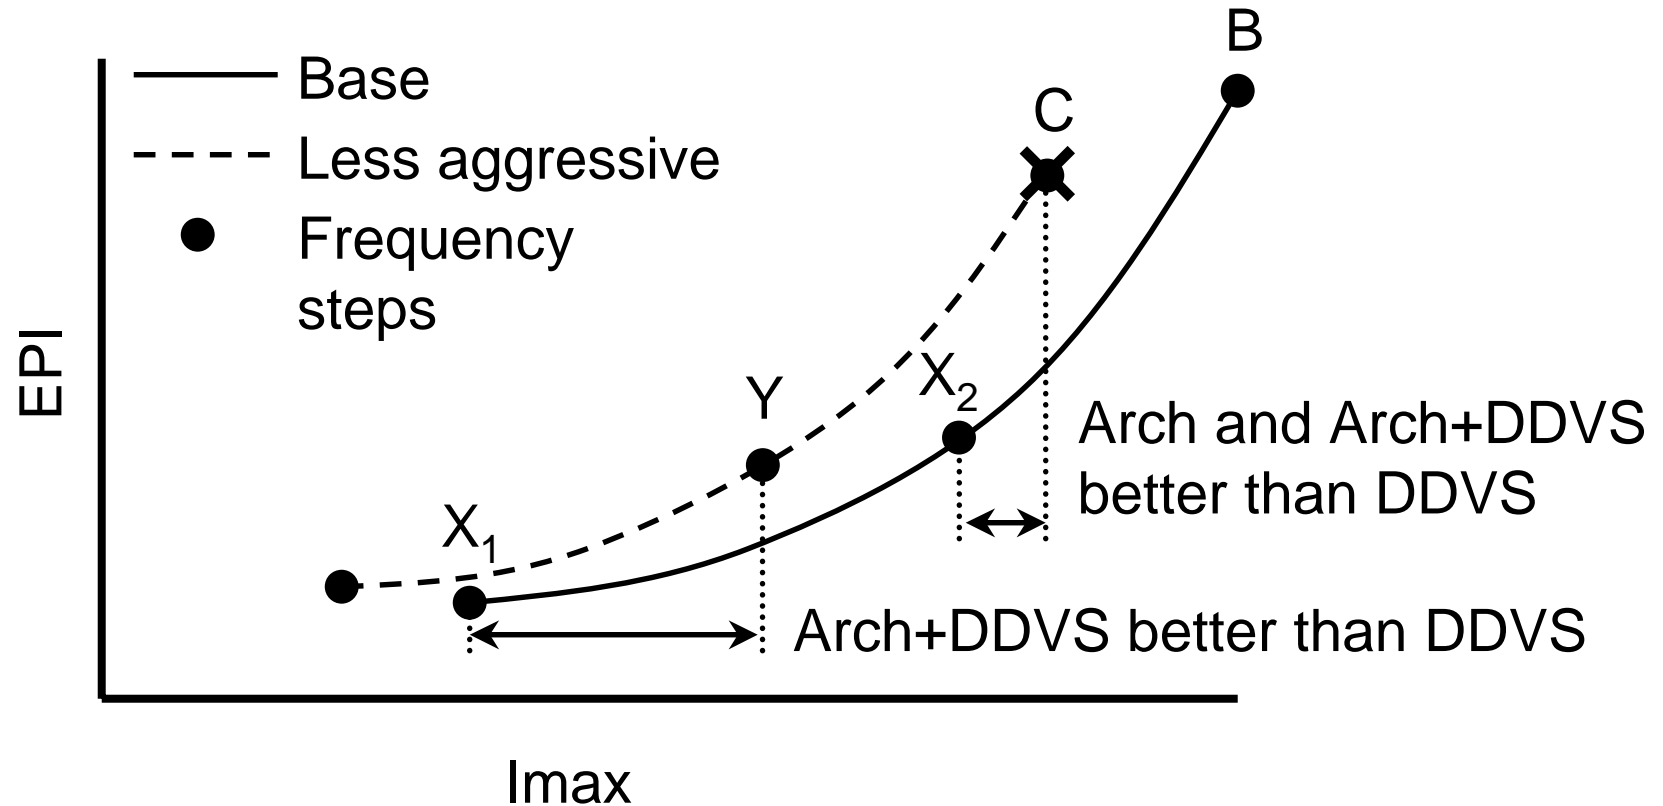 B
C
Base
Less aggressive
Frequency
steps
EPI
X2
Y
Arch and Arch+DDVS
better than DDVS
X1
Arch+DDVS better than DDVS
Imax